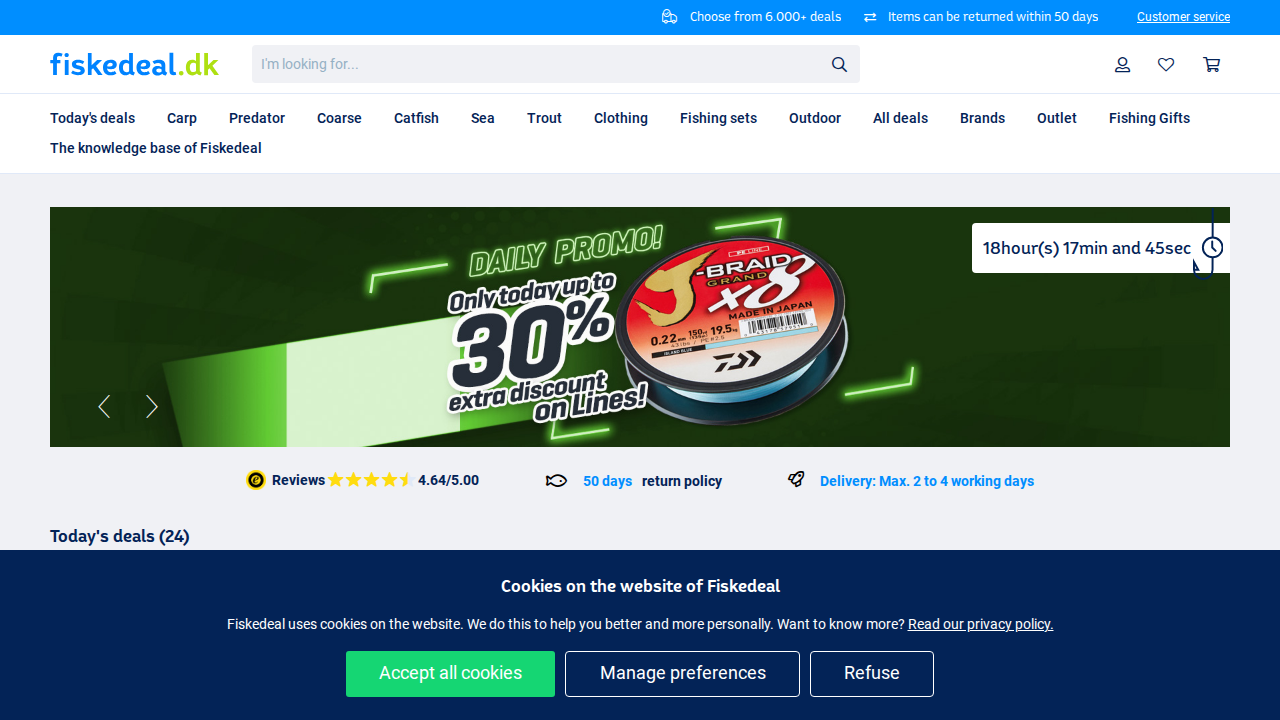 Choose from 6.000+ deals
Items can be returned within 50 days
Customer service
fiskedeal.dk
I'm looking for...
Today's deals
Carp
Predator
Coarse
Catfish
Sea
Trout
Clothing
Fishing sets
Outdoor
All deals
Brands
Outlet
Fishing Gifts
The knowledge base of Fiskedeal
DAILY PROMO!
Only today up to
30%
extra discount
on Lines!
J-BRAID
GRAND
x8
MADE IN JAPAN
0.22mm 150m 19.5kg
ISLAND BLUE
DAIWA
18hour(s) 17min and 45sec
Reviews
4.64/5.00
50 days return policy
Delivery: Max. 2 to 4 working days
Today's deals (24)
Cookies on the website of Fiskedeal
Fiskedeal uses cookies on the website. We do this to help you better and more personally. Want to know more? Read our privacy policy.
Accept all cookies
Manage preferences
Refuse